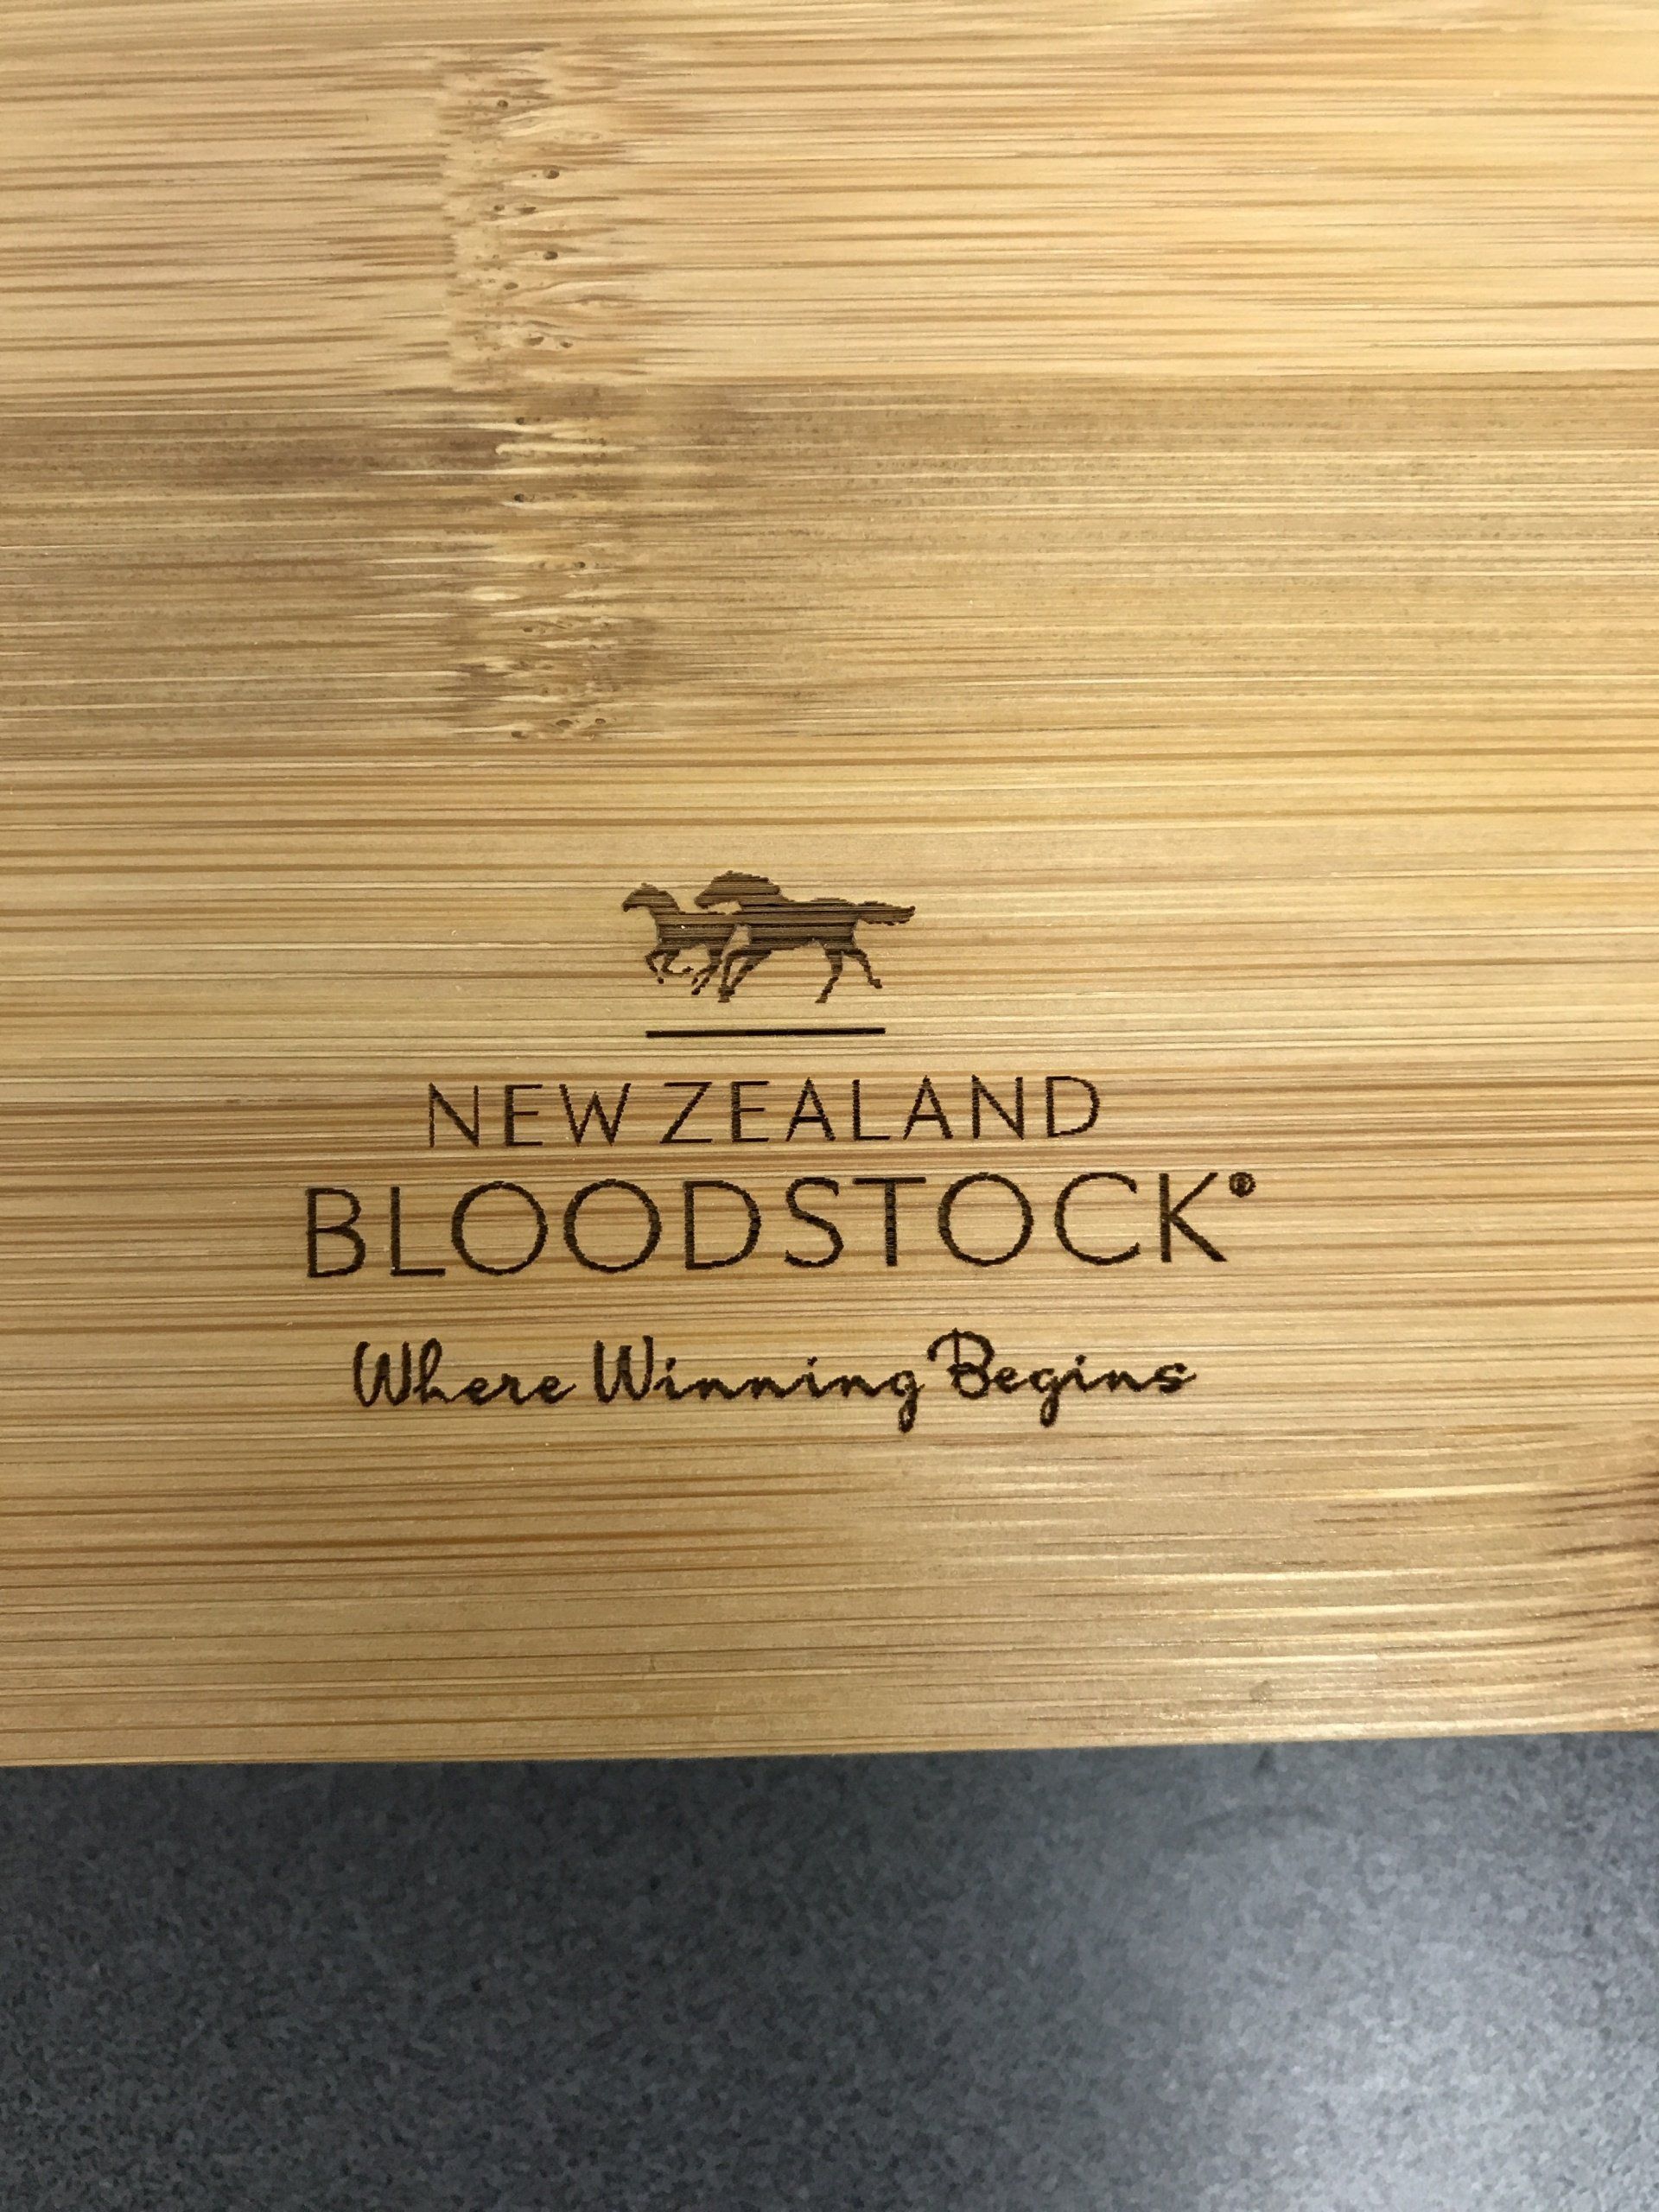 NEW ZEALAND
BLOODSTOCK®
Where Winning Begins